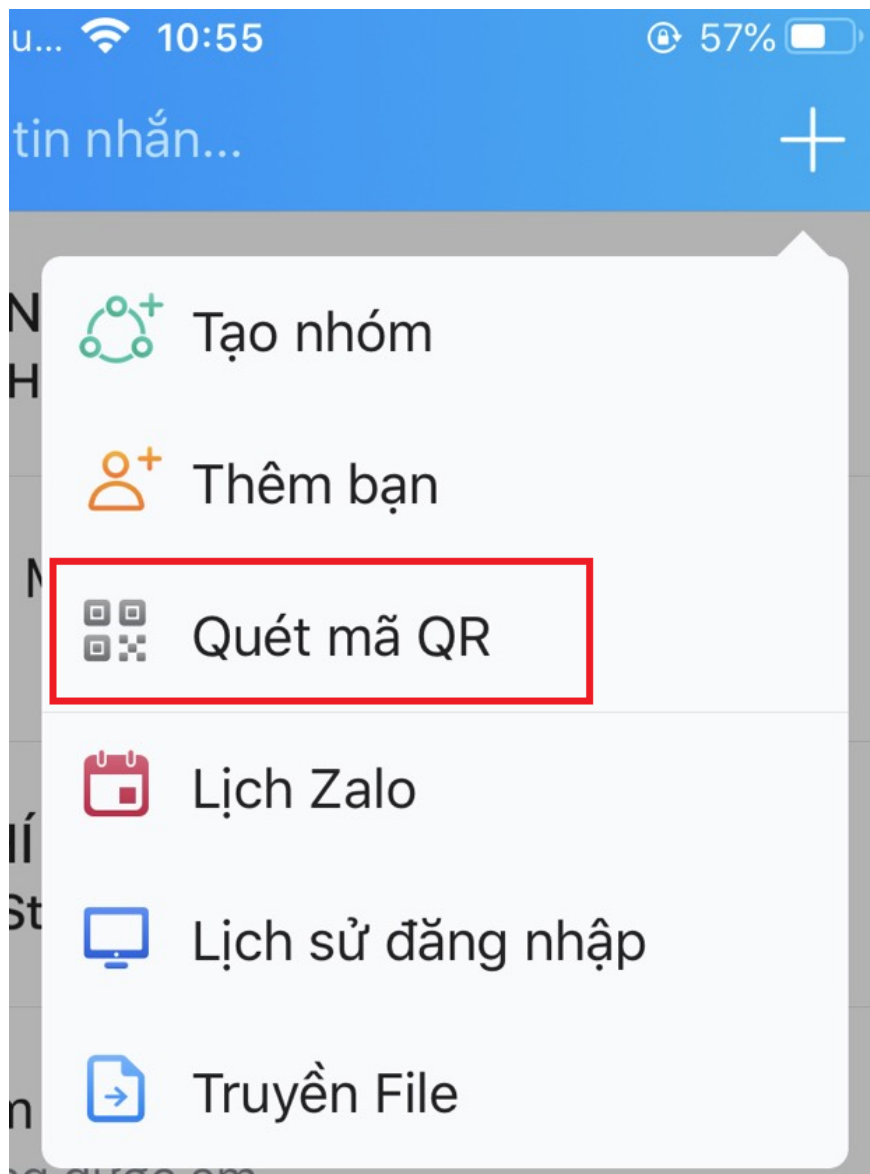 u... 10:55 57%
tin nhắn...
N
Tạo nhóm
H
Thêm bạn
Quét mã QR
Lịch Zalo
St
Lịch sử đăng nhập
Truyền File